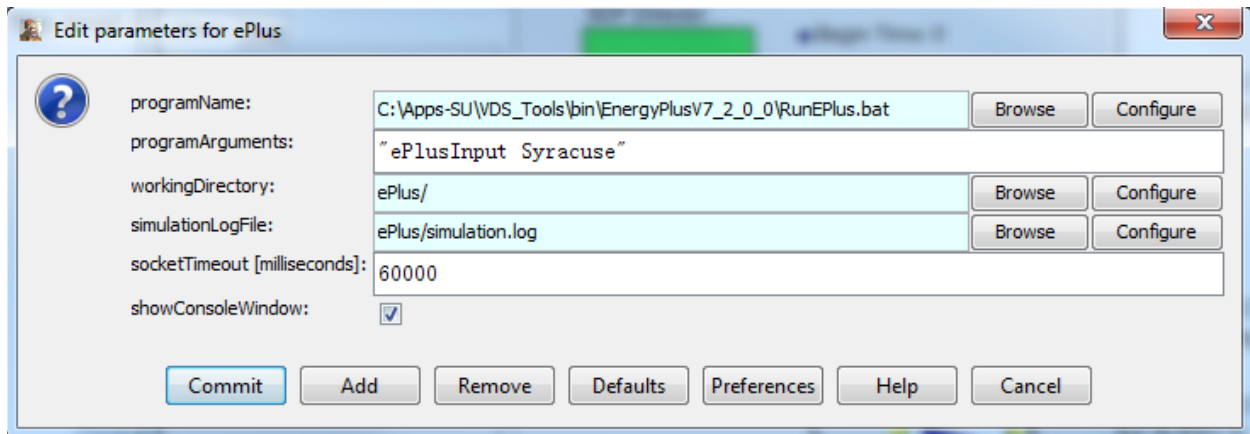 Edit parameters for ePlus
programName: C:\Apps-SU\VDS_Tools\bin\EnergyPlusV7_2_0_0\RunEPlus.bat Browse Configure
programArguments: "ePlusInput Syracuse"
workingDirectory: ePlus/ Browse Configure
simulationLogFile: ePlus/simulation.log Browse Configure
socketTimeout [milliseconds]: 60000
showConsoleWindow:
Commit Add Remove Defaults Preferences Help Cancel